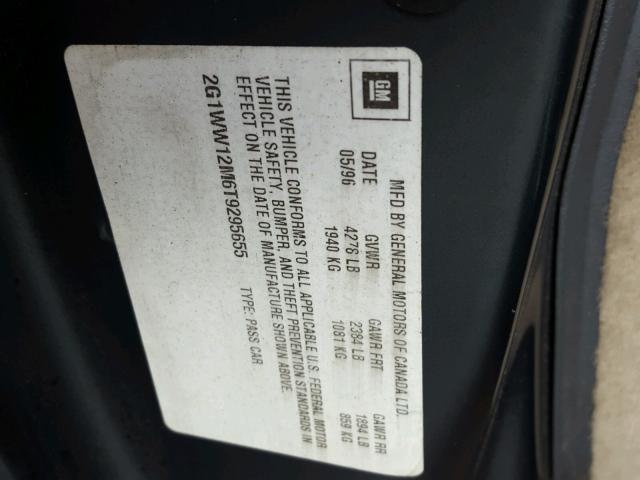 GM
MFD BY GENERAL MOTORS OF CANADA LTD.
DATE GVWR GAWR FRT GAWR RR
05/96 4278 LB 2384 LB 1894 LB
1940 KG 1081 KG 859 KG
THIS VEHICLE CONFORMS TO ALL APPLICABLE U.S. FEDERAL MOTOR
VEHICLE SAFETY, BUMPER, AND THEFT PREVENTION STANDARDS IN
EFFECT ON THE DATE OF MANUFACTURE SHOWN ABOVE.
2G1WW12M6T9295655 TYPE: PASS CAR